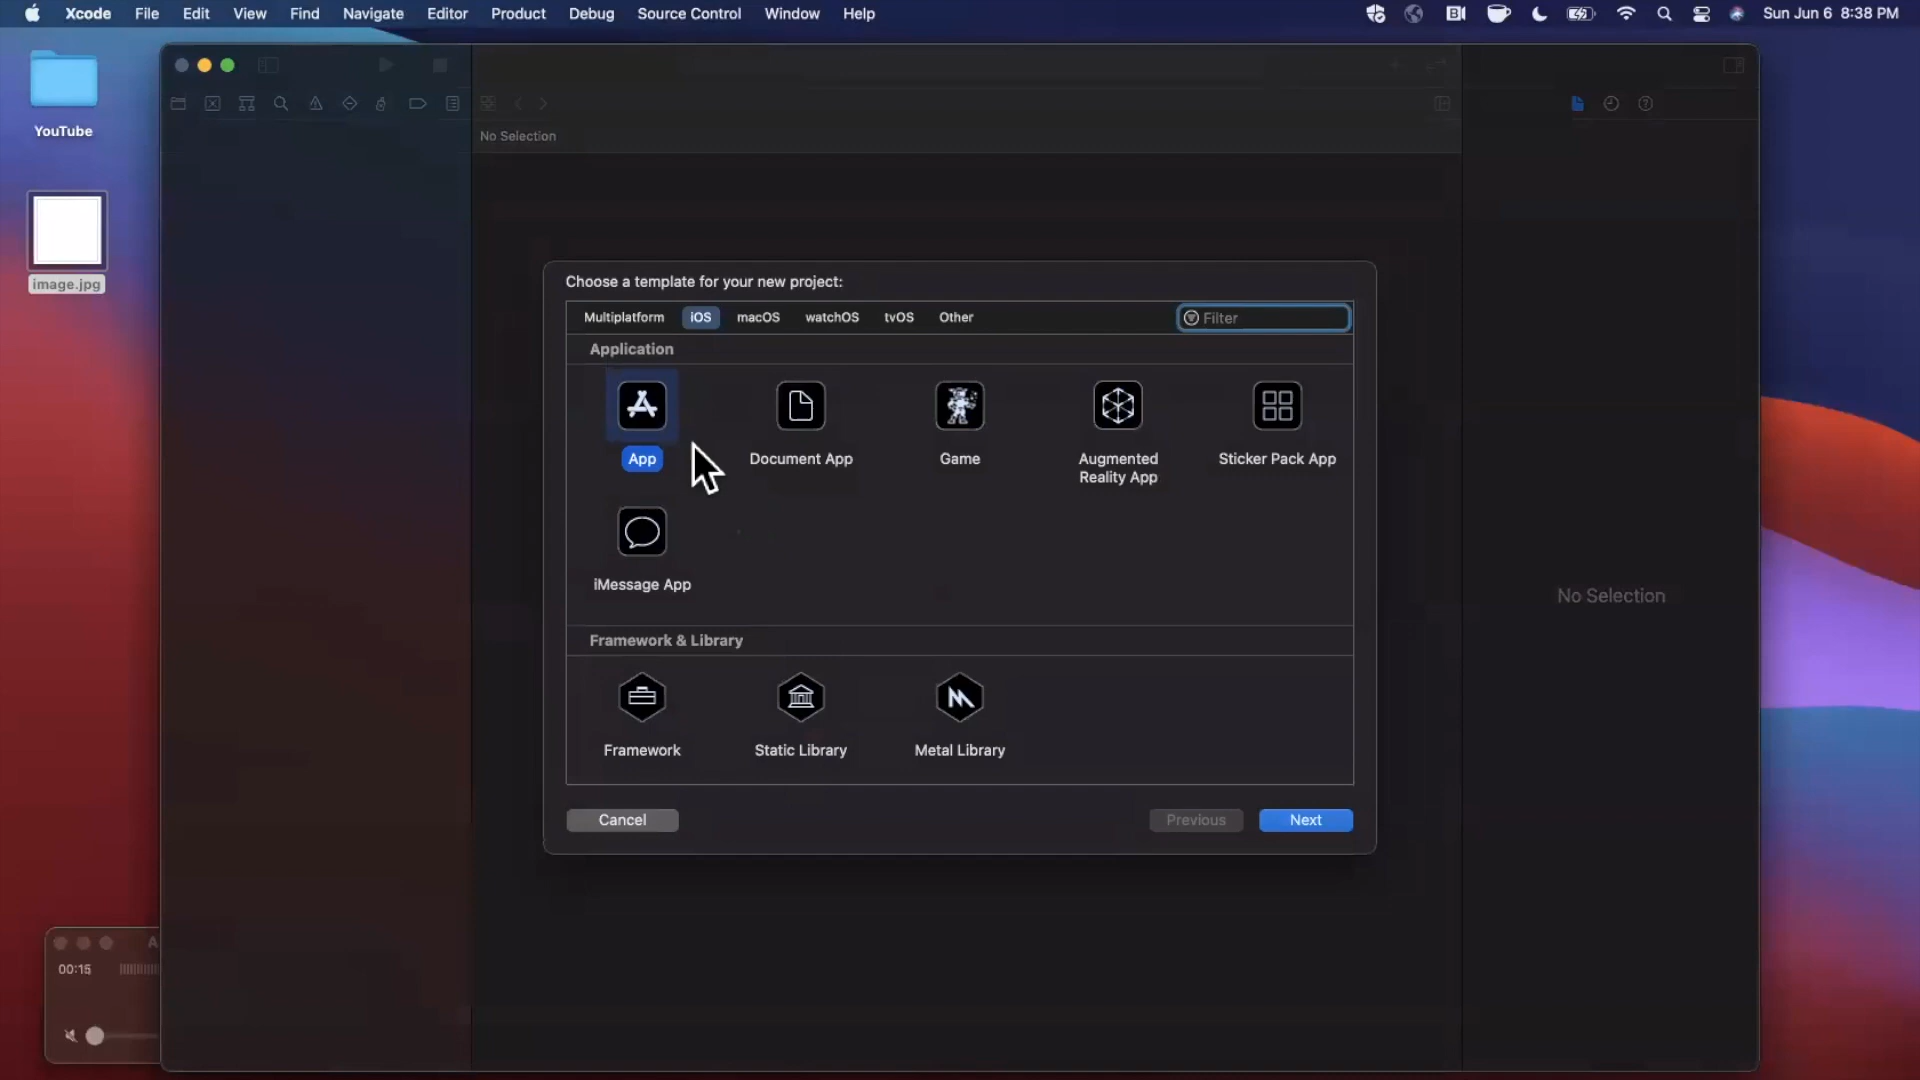 Xcode File Edit View Find Navigate Editor Product Debug Source Control Window Help Sun Jun 6 8:38 PM
YouTube
image.jpg
No Selection
Choose a template for your new project:
Multiplatform iOS macOS watchOS tvOS Other Filter
Application
App Document App Game Augmented Reality App Sticker Pack App
iMessage App
No Selection
Framework & Library
Framework Static Library Metal Library
Cancel Previous Next
A
00:15